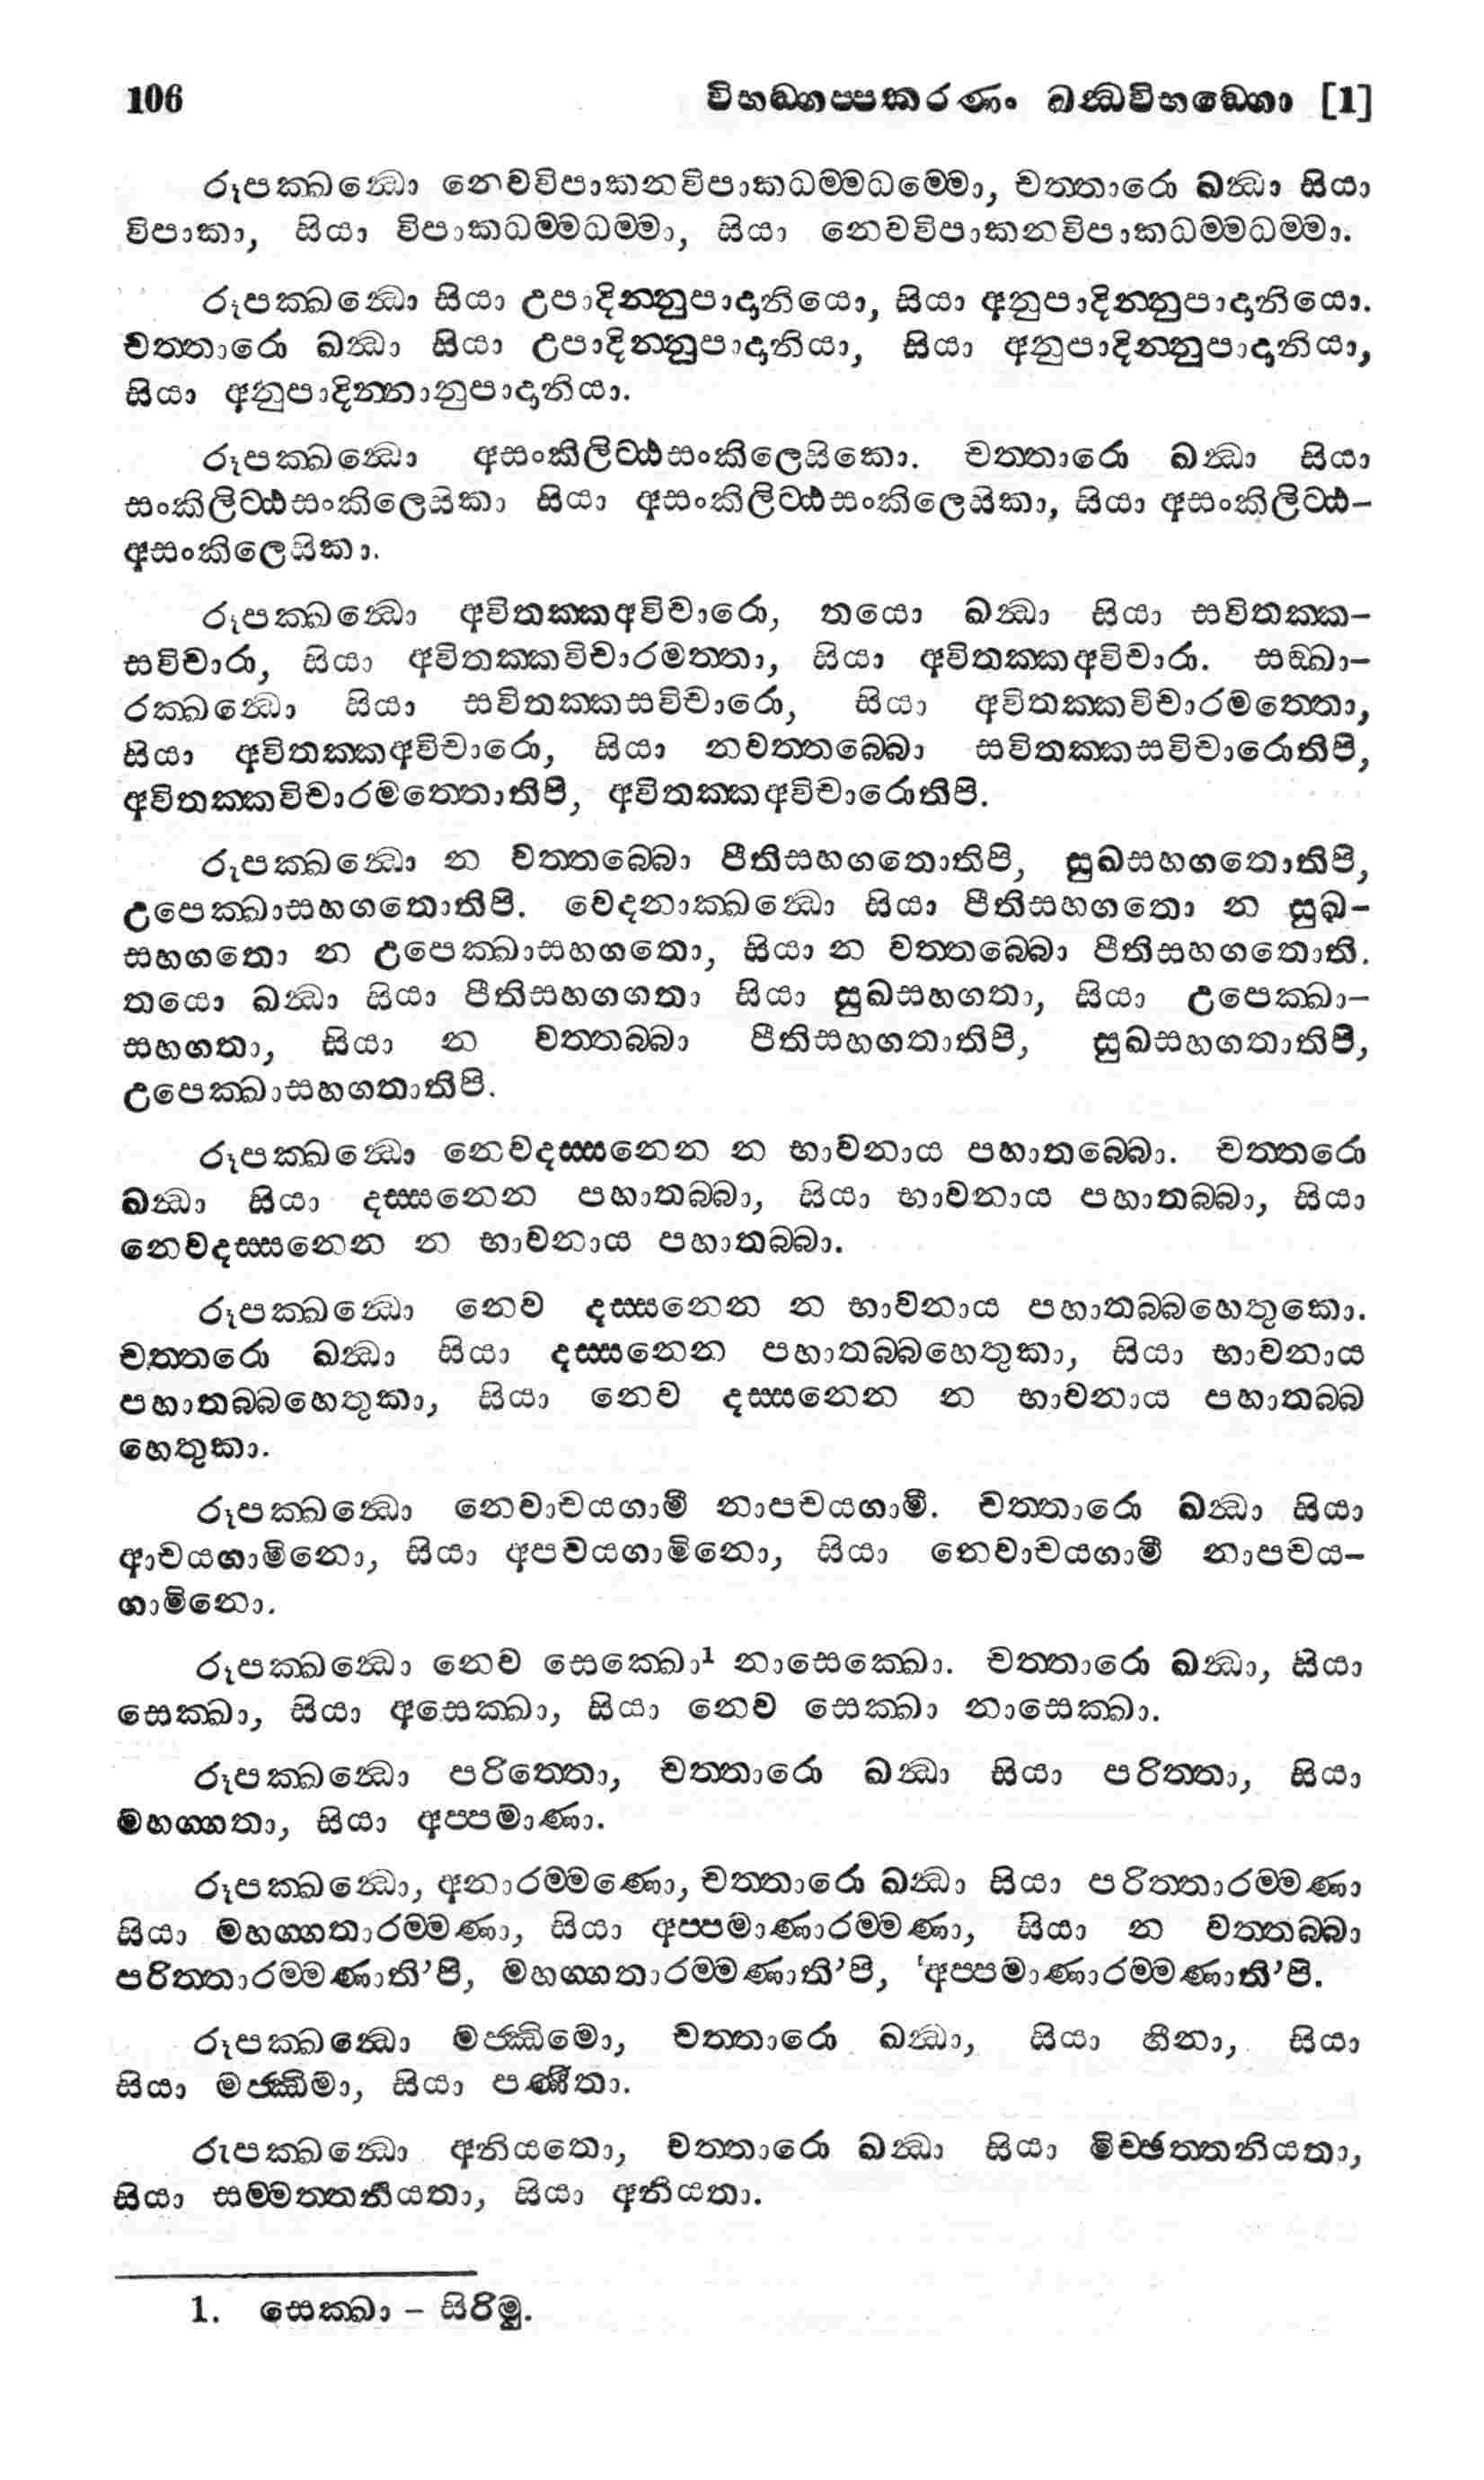 106 විභඞ්ගප්පකරණං ඛන්ධවිභඞ්ගො [1]
රූපක්ඛන්ධො නෙවවිපාකනවිපාකධම්මධම්මො, චත්තාරො ඛන්ධා සියා
විපාකා, සියා විපාකධම්මධම්මා, සියා නෙවවිපාකනවිපාකධම්මධම්මා.
රූපක්ඛන්ධො සියා උපාදින්නුපාදානියො, සියා අනුපාදින්නුපාදානියො.
චත්තාරො ඛන්ධා සියා උපාදින්නුපාදානියා, සියා අනුපාදින්නුපාදානියා,
සියා අනුපාදින්නානුපාදානියා.
රූපක්ඛන්ධො අසංකිලිට්ඨසංකිලෙසිකො. චත්තාරො ඛන්ධා සියා
සංකිලිට්ඨසංකිලෙසිකා සියා අසංකිලිට්ඨසංකිලෙසිකා, සියා අසංකිලිට්ඨ-
අසංකිලෙසිකා.
රූපක්ඛන්ධො අවිතක්කඅවිචාරො, තයො ඛන්ධා සියා සවිතක්ක-
සවිචාරා, සියා අවිතක්කවිචාරමත්තා, සියා අවිතක්කඅවිචාරා. සඞ්ඛා-
රක්ඛන්ධො සියා සවිතක්කසවිචාරො, සියා අවිතක්කවිචාරමත්තො,
සියා අවිතක්කඅවිචාරො, සියා නවත්තබ්බො සවිතක්කසවිචාරොතිපි,
අවිතක්කවිචාරමත්තොතිපි, අවිතක්කඅවිචාරොතිපි.
රූපක්ඛන්ධො න වත්තබ්බො පීතිසහගතොතිපි, සුඛසහගතොතිපි,
උපෙක්ඛාසහගතොතිපි. වෙදනාක්ඛන්ධො සියා පීතිසහගතො න සුඛ-
සහගතො න උපෙක්ඛාසහගතො, සියා න වත්තබ්බො පීතිසහගතොති.
තයො ඛන්ධා සියා පීතිසහගගතා සියා සුඛසහගතා, සියා උපෙක්ඛා-
සහගතා, සියා න වත්තබ්බා පීතිසහගතාතිපි, සුඛසහගතාතිපි,
උපෙක්ඛාසහගතාතිපි.
රූපක්ඛන්ධො නෙවදස්සනෙන න භාවනාය පහාතබ්බො. චත්තරො
ඛන්ධා සියා දස්සනෙන පහාතබ්බා, සියා භාවනාය පහාතබ්බා, සියා
නෙවදස්සනෙන න භාවනාය පහාතබ්බා.
රූපක්ඛන්ධො නෙව දස්සනෙන න භාවනාය පහාතබ්බහෙතුකො.
චත්තරො ඛන්ධා සියා දස්සනෙන පහාතබ්බහෙතුකා, සියා භාවනාය
පහාතබ්බහෙතුකා, සියා නෙව දස්සනෙන න භාවනාය පහාතබ්බ
හෙතුකා.
රූපක්ඛන්ධො නෙවාචයගාමී නාපචයගාමී. චත්තාරො ඛන්ධා සියා
ආචයගාමිනො, සියා අපචයගාමිනො, සියා නෙවාචයගාමී නාපචය-
ගාමිනො.
රූපක්ඛන්ධො නෙව සෙක්ඛො¹ නාසෙක්ඛො. චත්තාරො ඛන්ධා, සියා
සෙක්ඛා, සියා අසෙක්ඛා, සියා නෙව සෙක්ඛා නාසෙක්ඛා.
රූපක්ඛන්ධො පරිත්තො, චත්තාරො ඛන්ධා සියා පරිත්තා, සියා
මහග්ගතා, සියා අප්පමාණා.
රූපක්ඛන්ධො, අනාරම්මණො, චත්තාරො ඛන්ධා සියා පරිත්තාරම්මණා
සියා මහග්ගතාරම්මණා, සියා අප්පමාණාරම්මණා, සියා න වත්තබ්බා
පරිත්තාරම්මණාති’පි, මහග්ගතාරම්මණාති’පි, ‘අප්පමාණාරම්මණාති’පි.
රූපක්ඛන්ධො මජ්ඣිමො, චත්තාරො ඛන්ධා, සියා හීනා, සියා
සියා මජ්ඣිමා, සියා පණීතා.
රූපක්ඛන්ධො අනියතො, චත්තාරො ඛන්ධා සියා මිච්ඡත්තනියතා,
සියා සම්මත්තනියතා, සියා අනියතා.
1. සෙක්ඛා - සිරිමු.